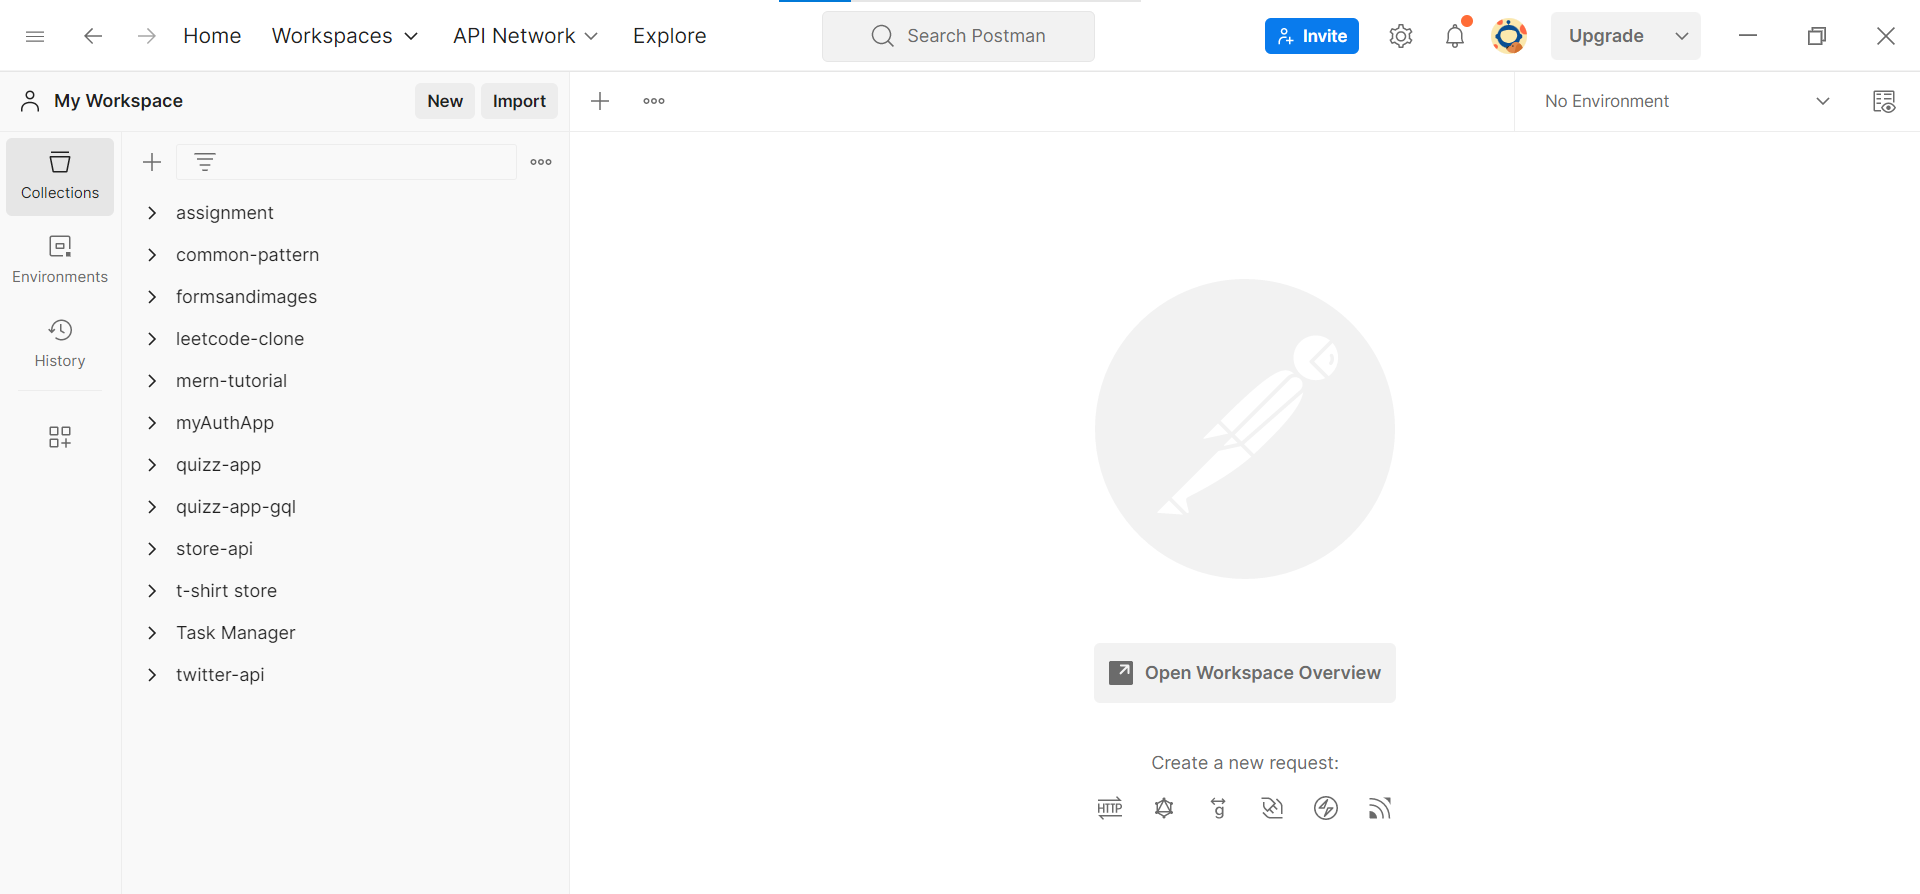 Home Workspaces API Network Explore Search Postman Invite Upgrade
My Workspace New Import No Environment
Collections
Environments
History
assignment
common-pattern
formsandimages
leetcode-clone
mern-tutorial
myAuthApp
quizz-app
quizz-app-gql
store-api
t-shirt store
Task Manager
twitter-api
Open Workspace Overview
Create a new request:
HTTP g